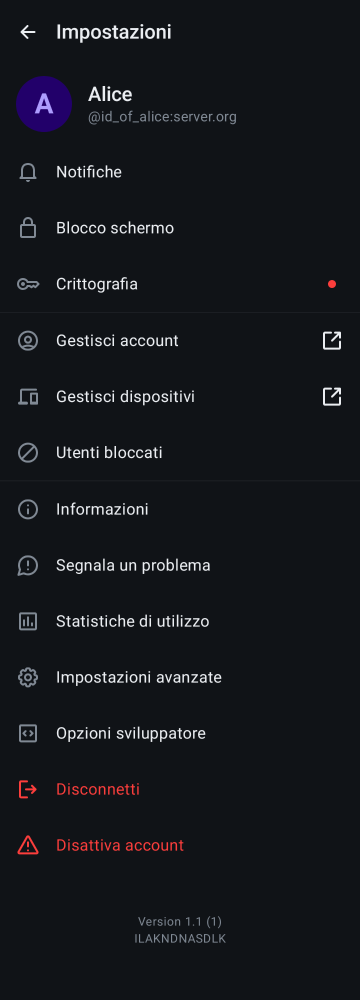 Impostazioni
A
Alice
@id_of_alice:server.org
Notifiche
Blocco schermo
Crittografia
Gestisci account
Gestisci dispositivi
Utenti bloccati
Informazioni
Segnala un problema
Statistiche di utilizzo
Impostazioni avanzate
Opzioni sviluppatore
Disconnetti
Disattiva account
Version 1.1 (1)
ILAKNDNASDLK